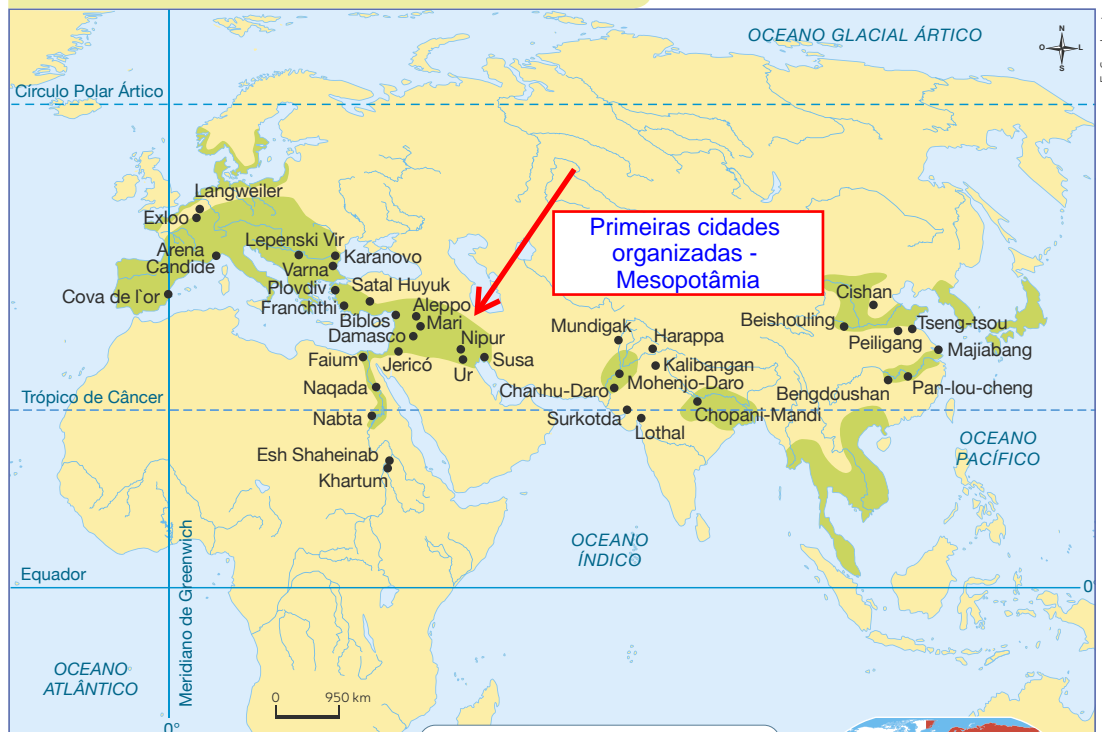 OCEANO GLACIAL ÁRTICO
N
O
L
S
Círculo Polar Ártico
Langweiler
Exloo
Arena
Candide
Lepenski Vir
Karanovo
Varna
Plovdiv
Satal Huyuk
Cova de l`or
Franchthi
Aleppo
Biblos
Mari
Damasco
Nipur
Faium
Jericó
Ur
Susa
Naqada
Trópico de Câncer
Nabta
Esh Shaheinab
Khartum
Primeiras cidades
organizadas -
Mesopotâmia
Mundigak
Harappa
Kalibangan
Chanhu-Daro
Mohenjo-Daro
Surkotda
Lothal
Chopani-Mandi
Cishan
Beishouling
Tseng-tsou
Peiligang
Majiabang
Bengdoushan
Pan-lou-cheng
OCEANO
PACÍFICO
OCEANO
ÍNDICO
Meridiano de Greenwich
Equador
0°
OCEANO
ATLÂNTICO
0
950 km
0°